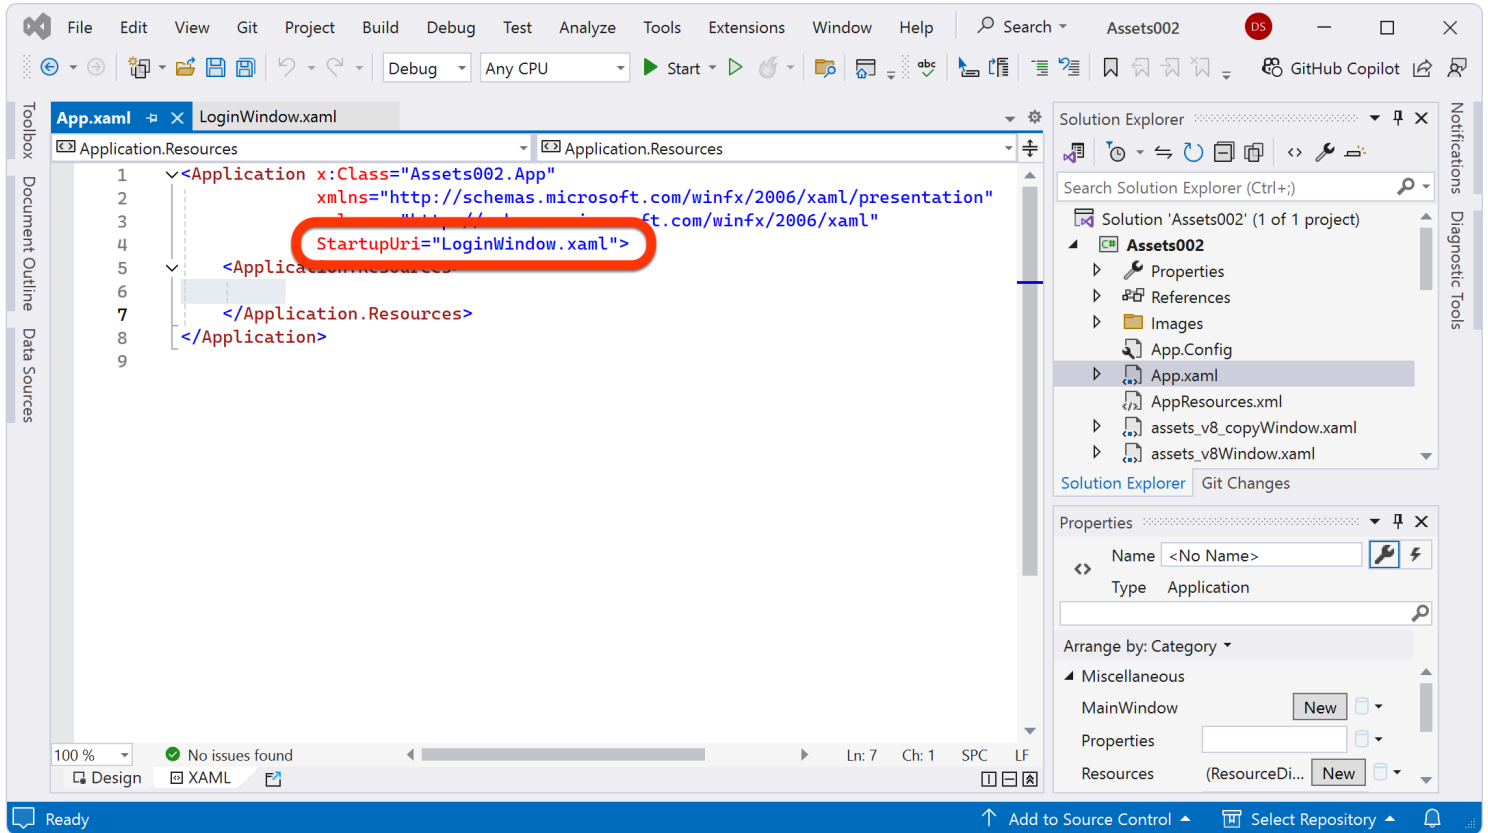 File Edit View Git Project Build Debug Test Analyze Tools Extensions Window Help Search Assets002 DS
Debug Any CPU Start abc GitHub Copilot
Toolbox
Document Outline
Data Sources
App.xaml LoginWindow.xaml
Application.Resources Application.Resources
1 <Application x:Class="Assets002.App"
2 xmlns="http://schemas.microsoft.com/winfx/2006/xaml/presentation"
3 soft.com/winfx/2006/xaml"
4 StartupUri="LoginWindow.xaml">
5 <Application.Resources>
6
7 </Application.Resources>
8 </Application>
9
100 % No issues found Ln: 7 Ch: 1 SPC LF
Design XAML
Solution Explorer
Search Solution Explorer (Ctrl+;)
Solution 'Assets002' (1 of 1 project)
C# Assets002
Properties
References
Images
App.Config
App.xaml
AppResources.xml
assets_v8_copyWindow.xaml
assets_v8Window.xaml
Solution Explorer Git Changes
Properties
Name <No Name>
Type Application
Arrange by: Category
Miscellaneous
MainWindow New
Properties
Resources (ResourceDi... New
Notifications
Diagnostic Tools
Ready Add to Source Control Select Repository